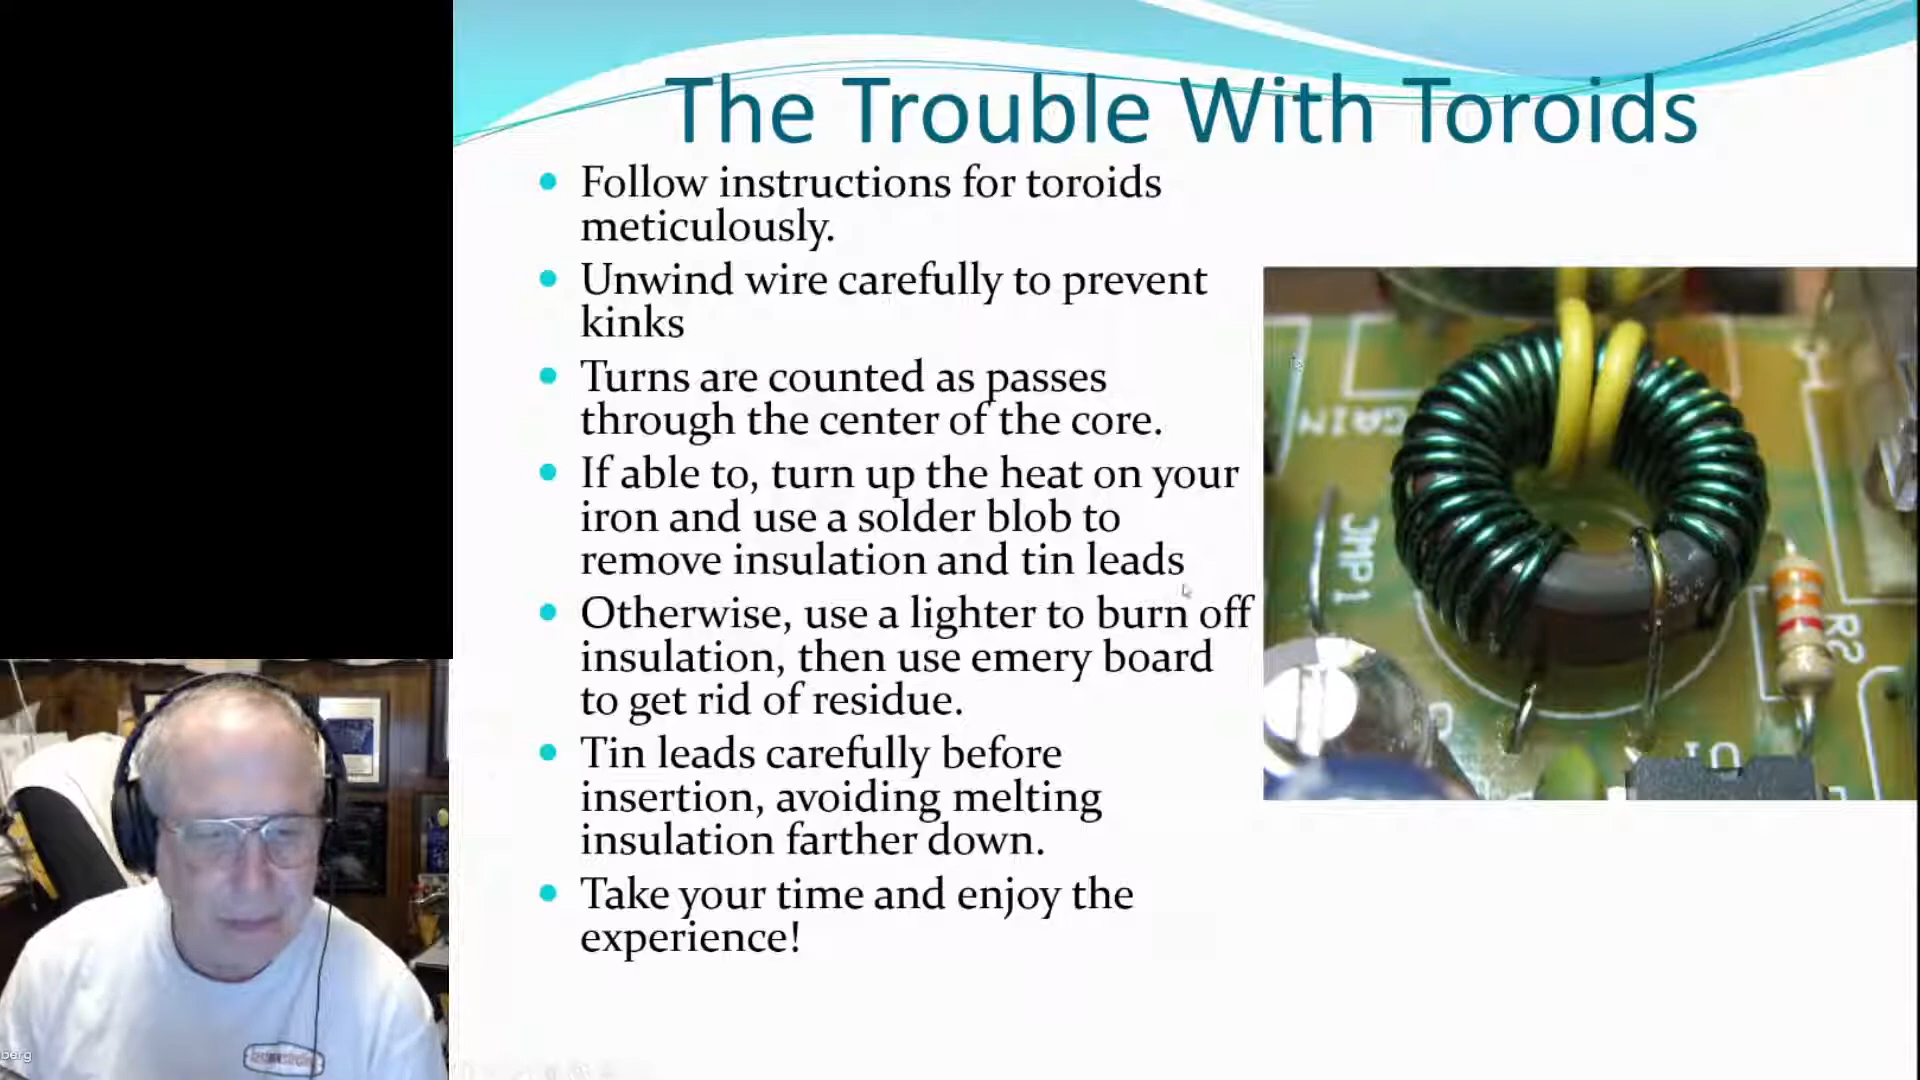 The Trouble With Toroids
Follow instructions for toroids
meticulously.
Unwind wire carefully to prevent
kinks
Turns are counted as passes
through the center of the core.
If able to, turn up the heat on your
iron and use a solder blob to
remove insulation and tin leads
Otherwise, use a lighter to burn off
insulation, then use emery board
to get rid of residue.
Tin leads carefully before
insertion, avoiding melting
insulation farther down.
Take your time and enjoy the
experience!
GAIN
JMP1
R2
U1
berg